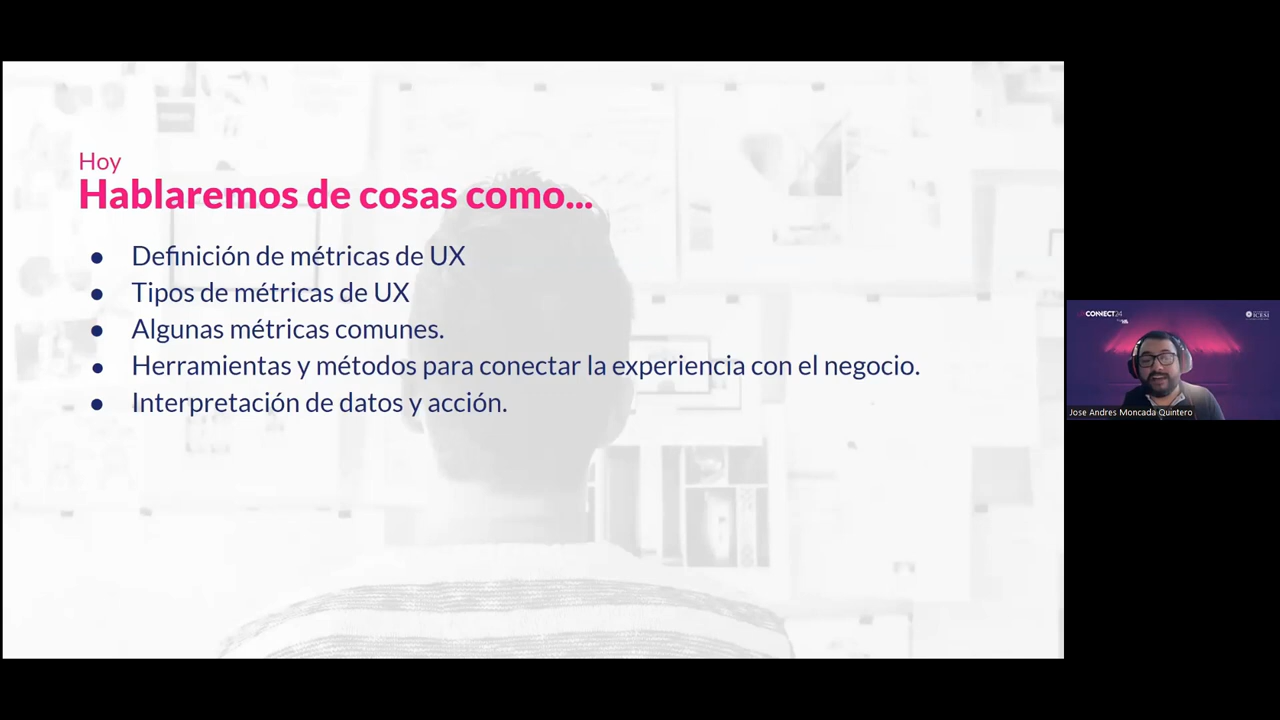 Hoy
Hablaremos de cosas como...
● Definición de métricas de UX
● Tipos de métricas de UX
● Algunas métricas comunes.
● Herramientas y métodos para conectar la experiencia con el negocio.
● Interpretación de datos y acción.
UXCONNECT24
Jose Andres Moncada Quintero